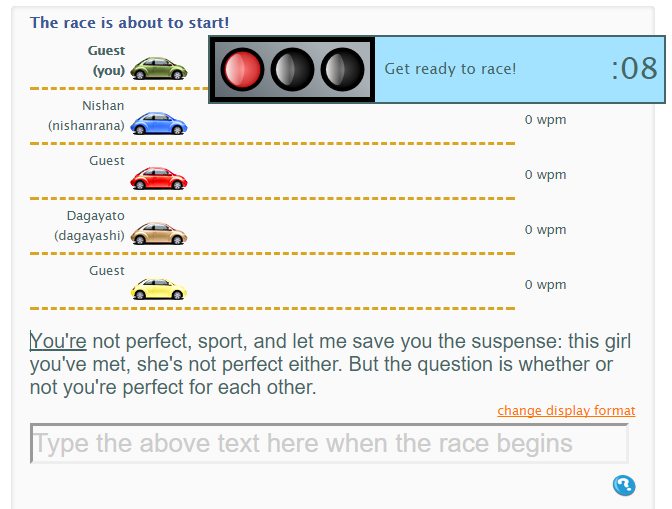 The race is about to start!
Guest
(you)
Get ready to race!
:08
Nishan
(nishanrana)
0 wpm
Guest
0 wpm
Dagayato
(dagayashi)
0 wpm
Guest
0 wpm
You're not perfect, sport, and let me save you the suspense: this girl
you've met, she's not perfect either. But the question is whether or
not you're perfect for each other.
change display format
Type the above text here when the race begins
?